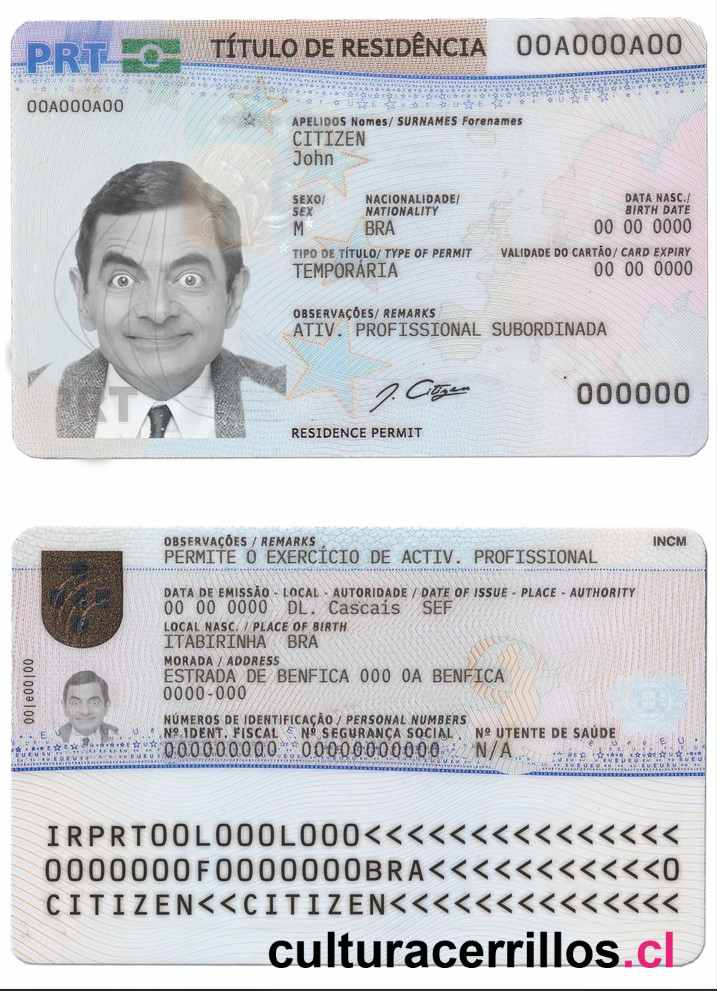 PRT
TÍTULO DE RESIDÊNCIA
00A000A00
00A000A00
APELIDOS Nomes/ SURNAMES Forenames
CITIZEN
John
SEXO/ SEX NACIONALIDADE/ NATIONALITY DATA NASC./ BIRTH DATE
M BRA 00 00 0000
TIPO DE TÍTULO/ TYPE OF PERMIT VALIDADE DO CARTÃO/ CARD EXPIRY
TEMPORÁRIA 00 00 0000
OBSERVAÇÕES/ REMARKS
ATIV. PROFISSIONAL SUBORDINADA
J. Citizen
000000
RESIDENCE PERMIT
OBSERVAÇÕES / REMARKS INCM
PERMITE O EXERCÍCIO DE ACTIV. PROFISSIONAL
DATA DE EMISSÃO - LOCAL - AUTORIDADE / DATE OF ISSUE - PLACE - AUTHORITY
00 00 0000 DL. Cascais SEF
LOCAL NASC. / PLACE OF BIRTH
ITABIRINHA BRA
MORADA / ADDRESS
ESTRADA DE BENFICA 000 0A BENFICA
0000-000
00|e00|00
NÚMEROS DE IDENTIFICAÇÃO / PERSONAL NUMBERS
Nº IDENT. FISCAL Nº SEGURANÇA SOCIAL Nº UTENTE DE SAÚDE
000000000 00000000000 N/A
IRPRT00L000L000<<<<<<<<<<<<<<<
0000000F0000000BRA<<<<<<<<<<<0
CITIZEN<<CITIZEN<<<<<<<<<<<<<<
culturacerrillos.cl